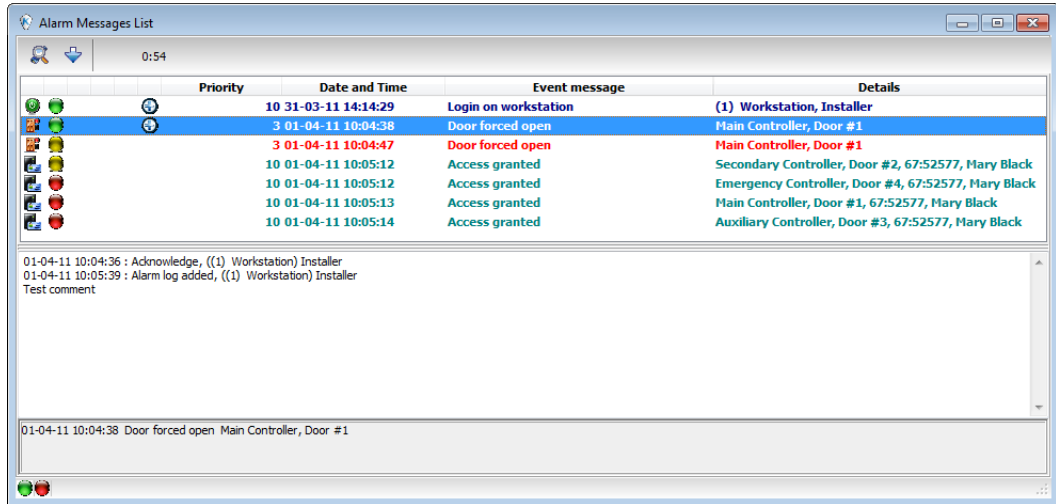 Alarm Messages List
0:54
Priority Date and Time Event message Details
10 31-03-11 14:14:29 Login on workstation (1) Workstation, Installer
3 01-04-11 10:04:38 Door forced open Main Controller, Door #1
3 01-04-11 10:04:47 Door forced open Main Controller, Door #1
10 01-04-11 10:05:12 Access granted Secondary Controller, Door #2, 67:52577, Mary Black
10 01-04-11 10:05:12 Access granted Emergency Controller, Door #4, 67:52577, Mary Black
10 01-04-11 10:05:13 Access granted Main Controller, Door #1, 67:52577, Mary Black
10 01-04-11 10:05:14 Access granted Auxiliary Controller, Door #3, 67:52577, Mary Black
01-04-11 10:04:36 : Acknowledge, ((1) Workstation) Installer
01-04-11 10:05:39 : Alarm log added, ((1) Workstation) Installer
Test comment
01-04-11 10:04:38 Door forced open Main Controller, Door #1